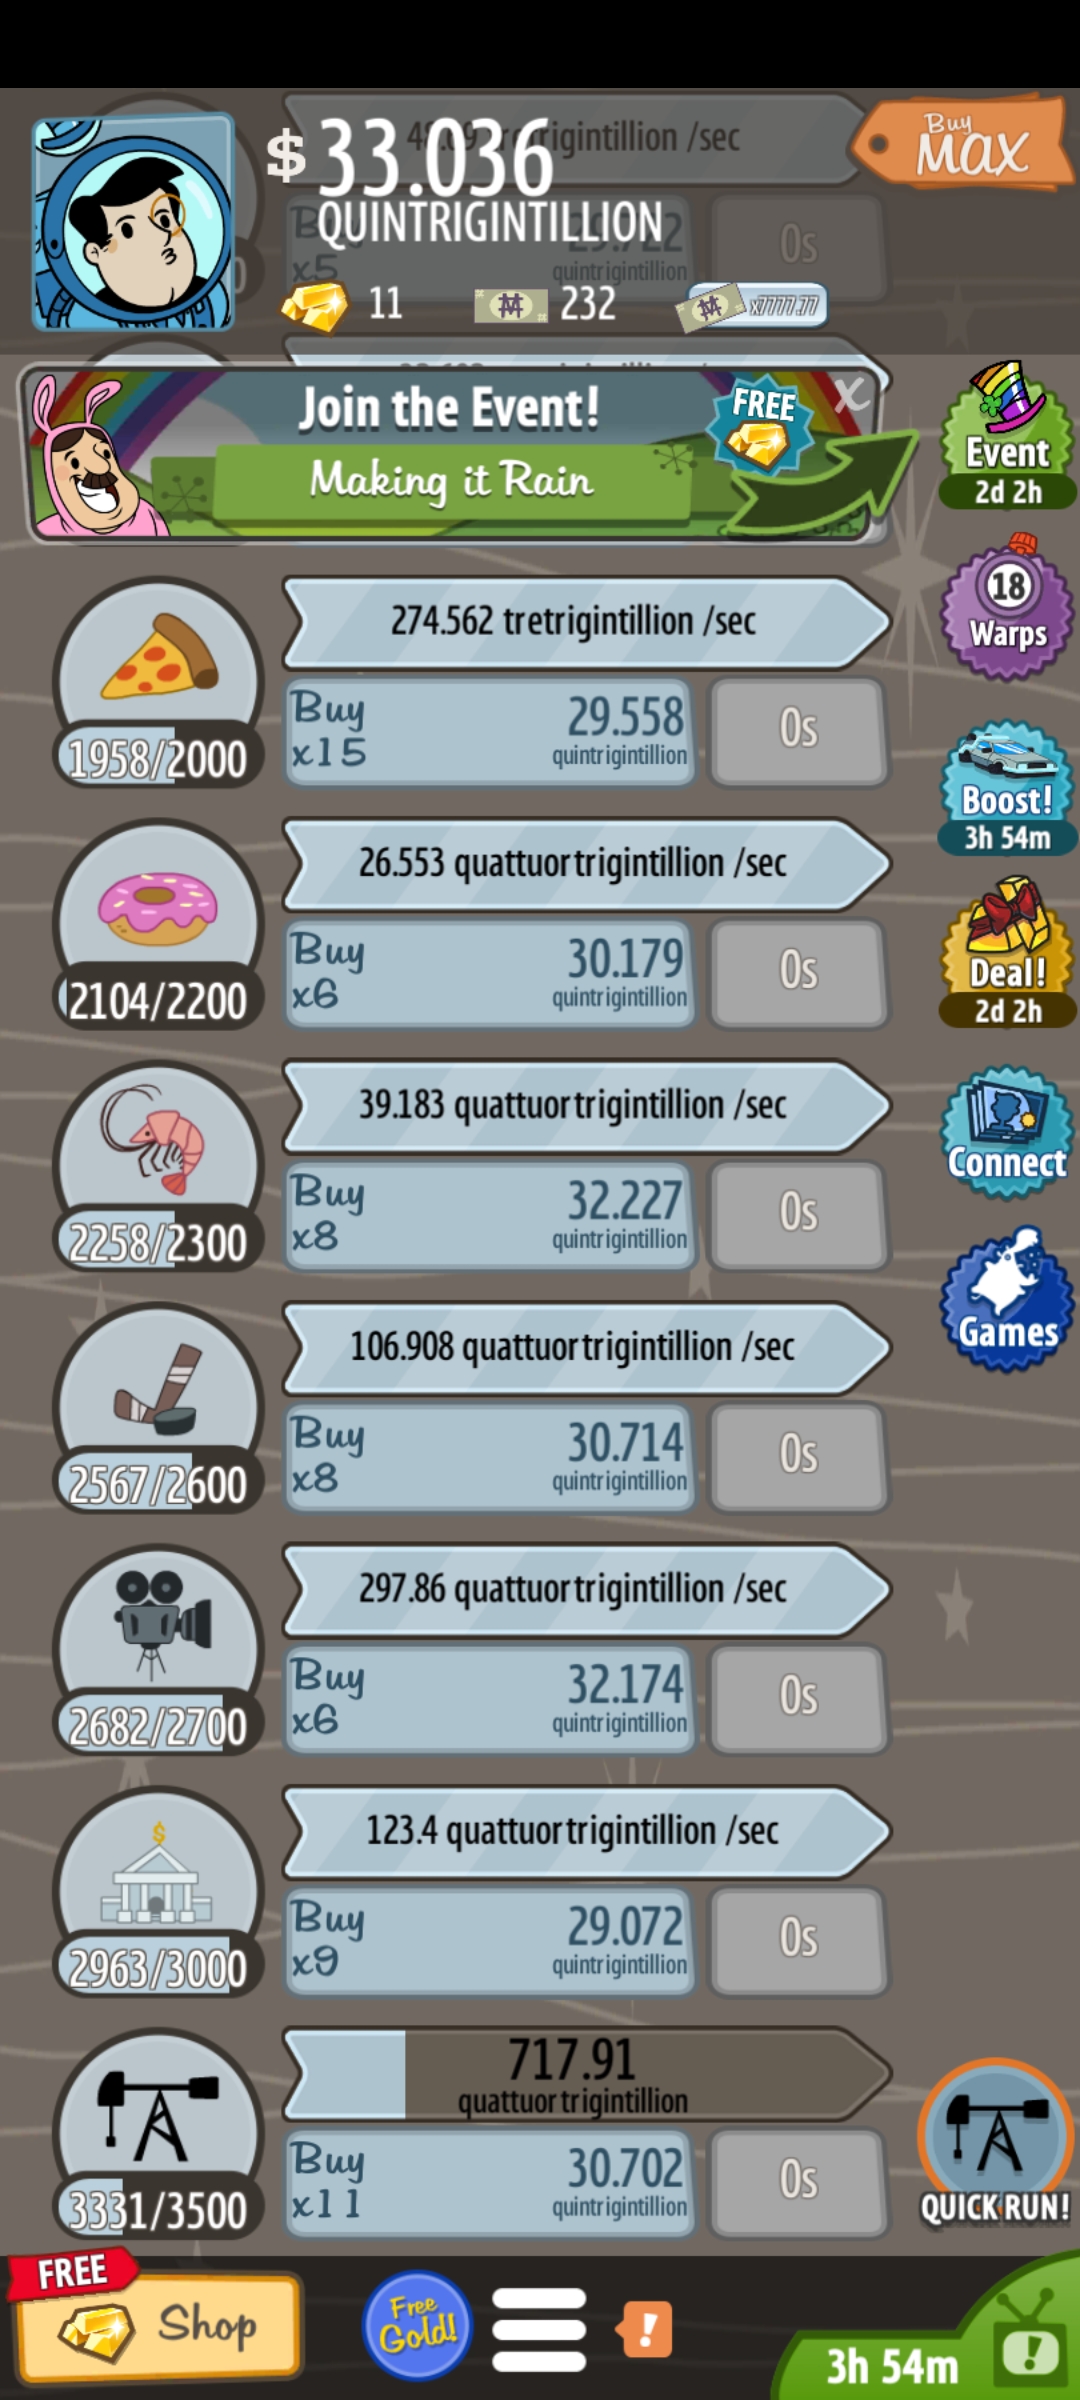 $ 33.036
QUINTRIGINTILLION
/sec
Buy MAX
Buy
x5
quintrigintillion
0s
11
232
x7777.77
Join the Event!
FREE
X
Making it Rain
Event
2d 2h
18
Warps
274.562 tretrigintillion /sec
1958/2000
Buy
x15
29.558
quintrigintillion
0s
Boost!
3h 54m
26.553 quattuortrigintillion /sec
2104/2200
Buy
x6
30.179
quintrigintillion
0s
Deal!
2d 2h
39.183 quattuortrigintillion /sec
2258/2300
Buy
x8
32.227
quintrigintillion
0s
Connect
Games
106.908 quattuortrigintillion /sec
2567/2600
Buy
x8
30.714
quintrigintillion
0s
297.86 quattuortrigintillion /sec
2682/2700
Buy
x6
32.174
quintrigintillion
0s
$
123.4 quattuortrigintillion /sec
2963/3000
Buy
x9
29.072
quintrigintillion
0s
717.91
quattuortrigintillion
3331/3500
Buy
x11
30.702
quintrigintillion
0s
QUICK RUN!
FREE
Shop
Free
Gold!
!
3h 54m
!